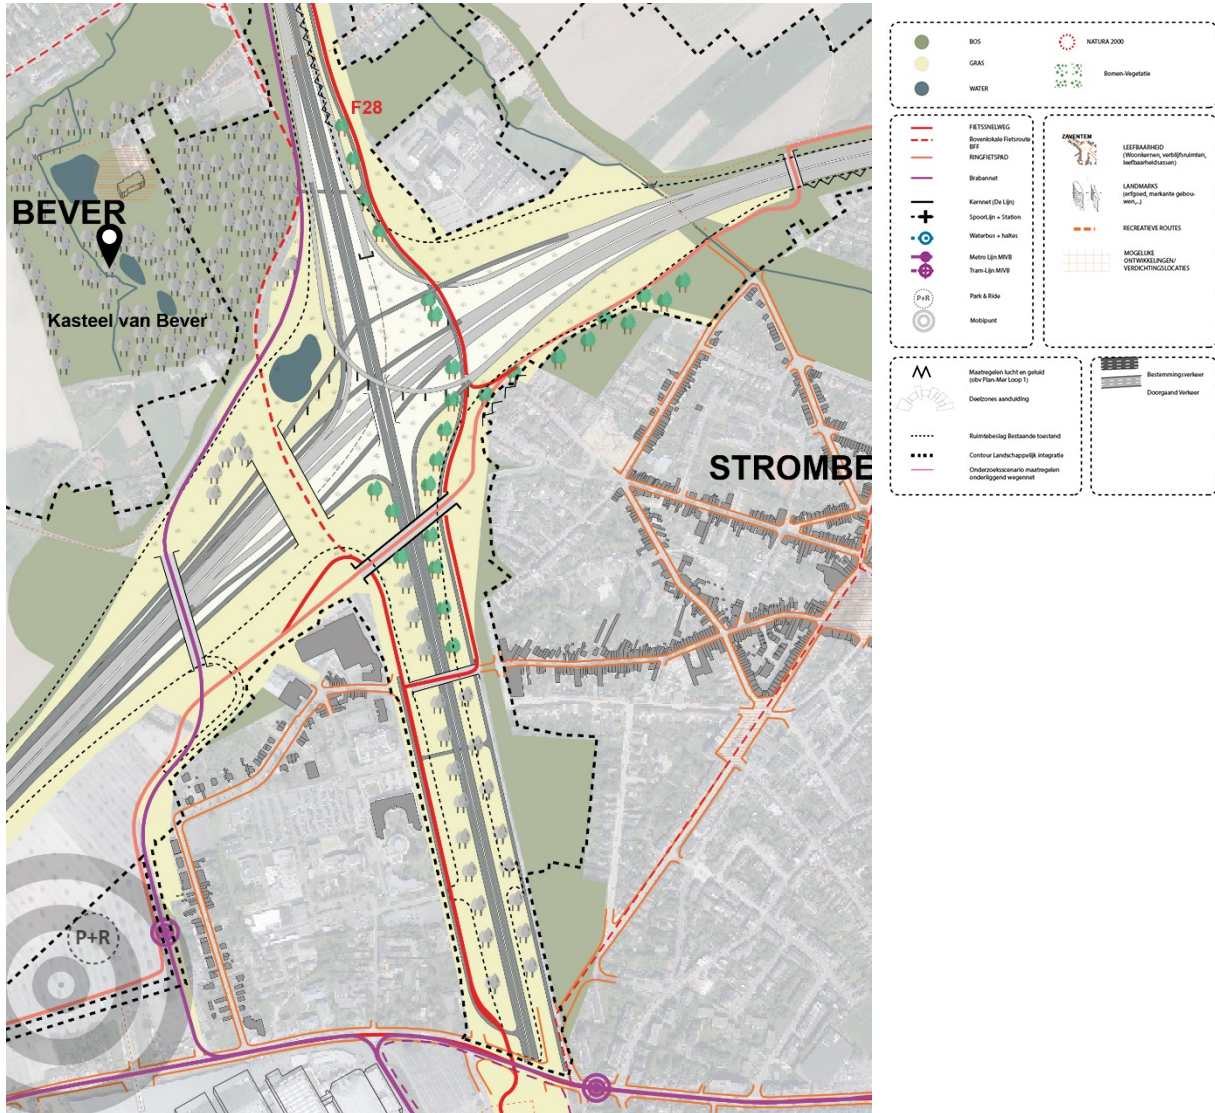 F28
BEVER
Kasteel van Bever
STROMBE
P+R
BOS
GRAS
WATER
NATURA 2000
Bomen-Vegetatie
FIETSSNELWEG
Bovenlokale Fietsroute
BFF
RINGFIETSPAD
Brabannet
Kernnet (De Lijn)
SpoorLijn + Station
Waterbus + haltes
Metro Lijn MIVB
Tram-Lijn MIVB
P+R
Park & Ride
Mobipunt
ZAVENTEM
LEEFBAARHEID
(Woonkernen, verblijfsruimten,
leefbaarheidsassen)
LANDMARKS
(erfgoed, markante gebou-
wen,..)
RECREATIEVE ROUTES
MOGELIJKE
ONTWIKKELINGEN/
VERDICHTINGSLOCATIES
Maatregelen lucht en geluid
(obv Plan-Mer Loop 1)
Deelzones aanduiding
Ruimtebeslag Bestaande toestand
Contour Landschappelijk integratie
Onderzoeksscenario maatregelen
onderliggend wegennet
Bestemmingsverkeer
Doorgaand Verkeer